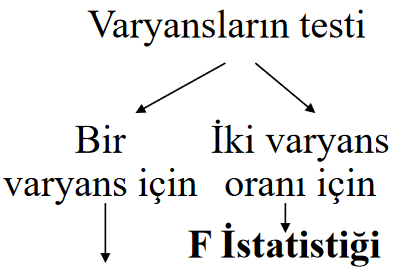 Varyansların testi
Bir
varyans için
İki varyans
oranı için
F İstatistiği